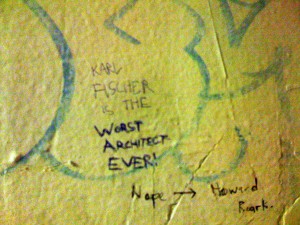 KARL
FISCHER
IS THE
WORST
ARCHITECT
EVER!
Nope → Howard
Roark.